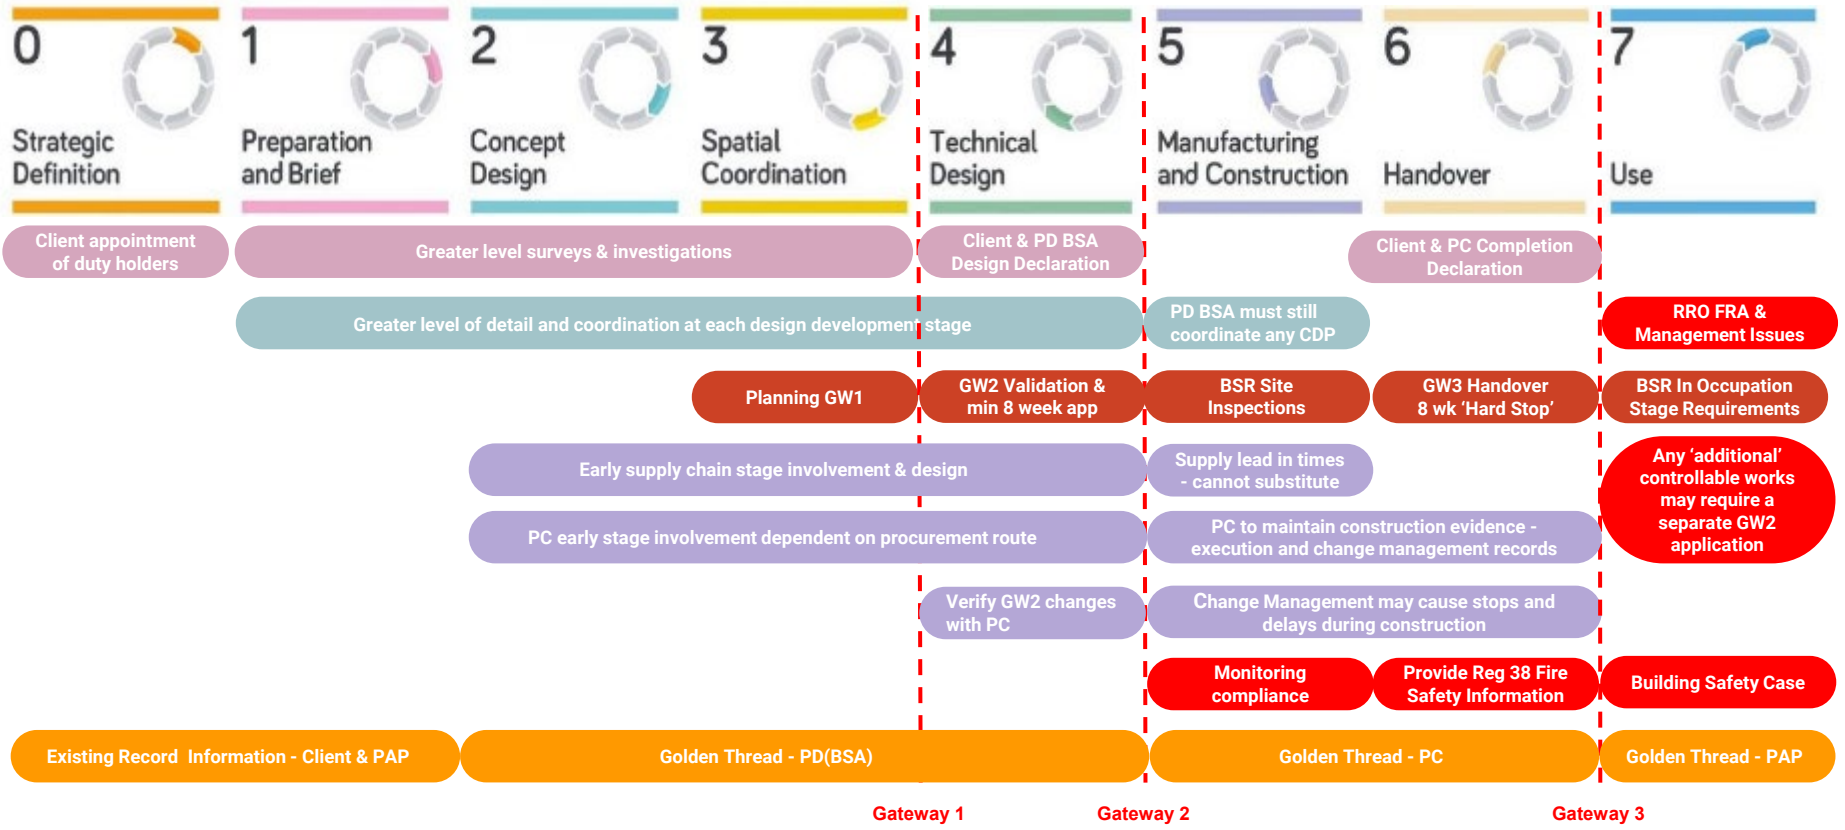 0
1
2
3
4
5
6
7
Strategic
Definition
Preparation
and Brief
Concept
Design
Spatial
Coordination
Technical
Design
Manufacturing
and Construction
Handover
Use
Client appointment
of duty holders
Greater level surveys & investigations
Client & PD BSA
Design Declaration
Client & PC Completion
Declaration
Greater level of detail and coordination at each design development stage
PD BSA must still
coordinate any CDP
RRO FRA &
Management Issues
Planning GW1
GW2 Validation &
min 8 week app
BSR Site
Inspections
GW3 Handover
8 wk ‘Hard Stop’
BSR In Occupation
Stage Requirements
Early supply chain stage involvement & design
Supply lead in times
- cannot substitute
Any ‘additional’
controllable works
may require a
separate GW2
application
PC early stage involvement dependent on procurement route
PC to maintain construction evidence -
execution and change management records
Verify GW2 changes
with PC
Change Management may cause stops and
delays during construction
Monitoring
compliance
Provide Reg 38 Fire
Safety Information
Building Safety Case
Existing Record Information - Client & PAP
Golden Thread - PD(BSA)
Golden Thread - PC
Golden Thread - PAP
Gateway 1
Gateway 2
Gateway 3